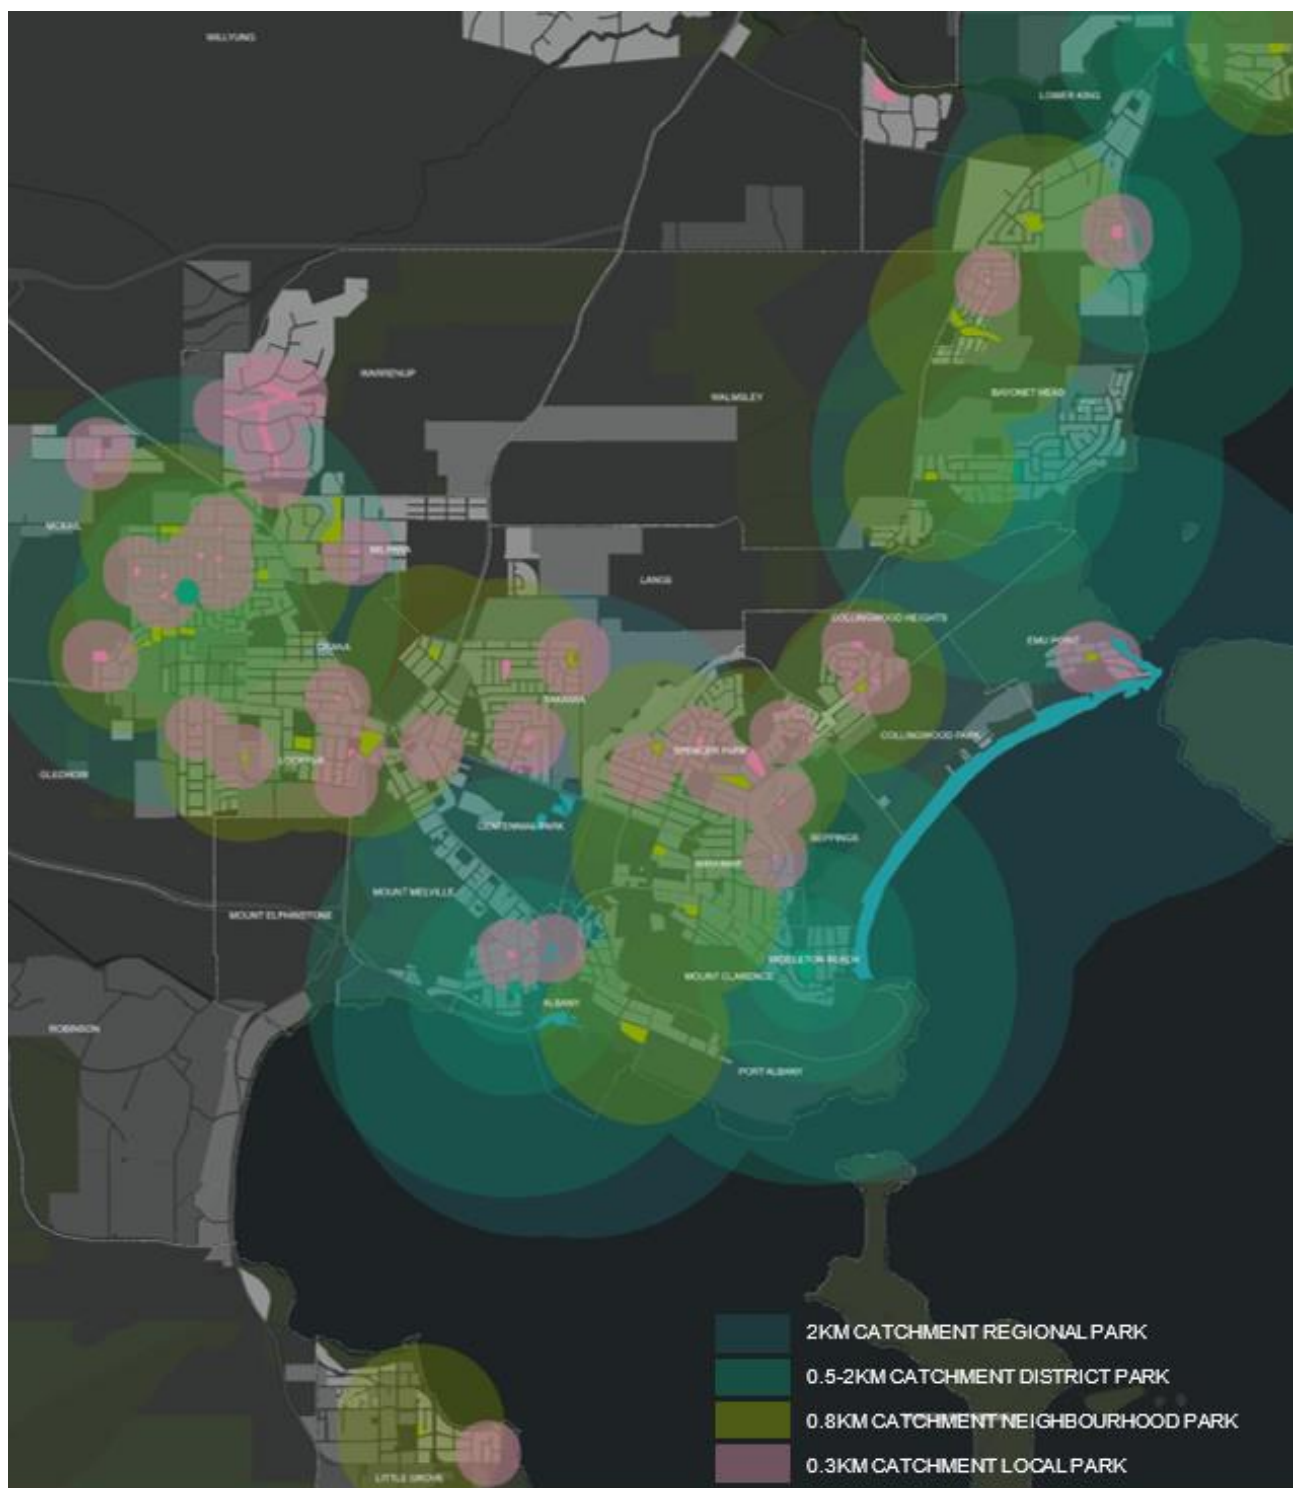 WILLYUNG
LOWER KING
WARRENUP
WALMSLEY
BAYONET HEAD
MCKAIL
MILPARA
LANGE
COLLINGWOOD HEIGHTS
EMU POINT
ORANA
YAKAMIA
COLLINGWOOD PARK
SPENCER PARK
GLEDHOW
LOCKYER
CENTENNIAL PARK
SEPPINGS
MIRA MAR
MOUNT MELVILLE
MOUNT ELPHINSTONE
MIDDLETON BEACH
MOUNT CLARENCE
ALBANY
ROBINSON
PORT ALBANY
2KM CATCHMENT REGIONAL PARK
0.5-2KM CATCHMENT DISTRICT PARK
0.8KM CATCHMENT NEIGHBOURHOOD PARK
0.3KM CATCHMENT LOCAL PARK
LITTLE GROVE